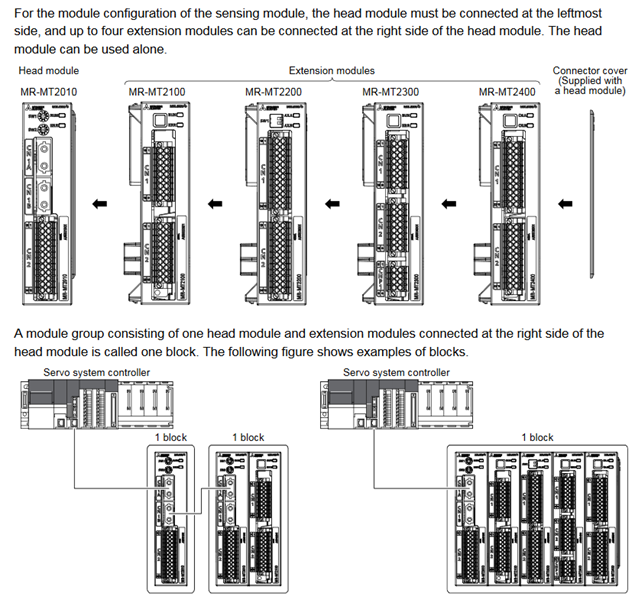 For the module configuration of the sensing module, the head module must be connected at the leftmost
side, and up to four extension modules can be connected at the right side of the head module. The head
module can be used alone.
Head module
Extension modules
Connector cover
(Supplied with
a head module)
MR-MT2010
MR-MT2100
MR-MT2200
MR-MT2300
MR-MT2400
A module group consisting of one head module and extension modules connected at the right side of the
head module is called one block. The following figure shows examples of blocks.
Servo system controller
Servo system controller
1 block
1 block
1 block